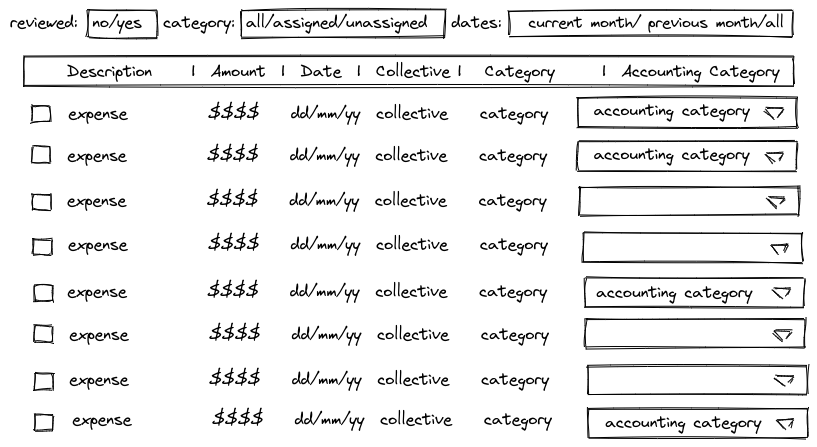 reviewed: no/yes category: all/assigned/unassigned dates: current month/ previous month/all
Description | Amount | Date | Collective | Category | Accounting Category
expense $$$$ dd/mm/yy collective category accounting category
expense $$$$ dd/mm/yy collective category accounting category
expense $$$$ dd/mm/yy collective category
expense $$$$ dd/mm/yy collective category
expense $$$$ dd/mm/yy collective category accounting category
expense $$$$ dd/mm/yy collective category
expense $$$$ dd/mm/yy collective category
expense $$$$ dd/mm/yy collective category accounting category